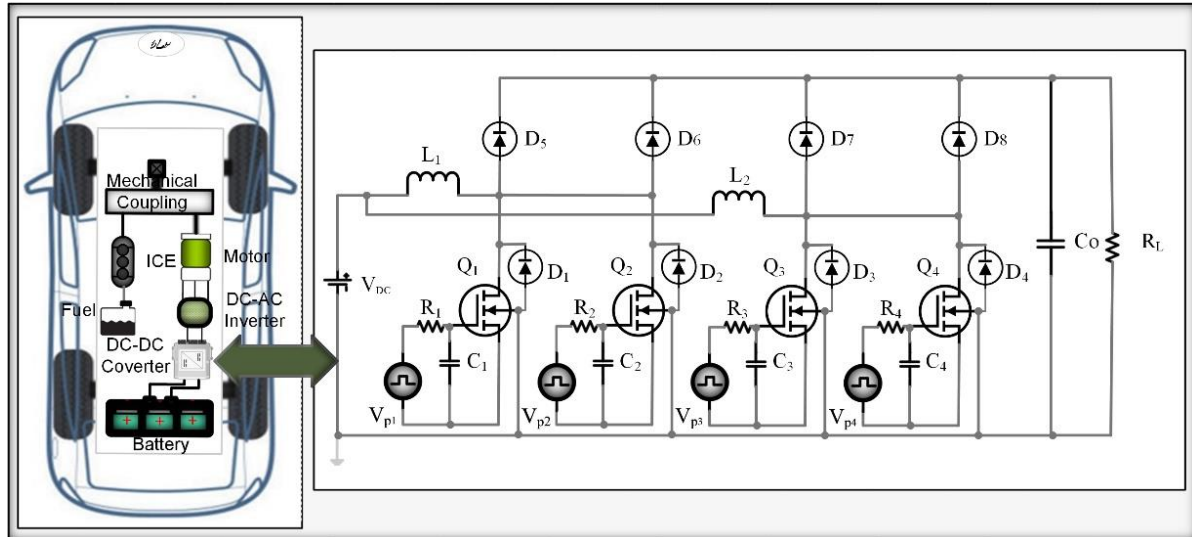 Mechanical
Coupling
ICE
Motor
Fuel
DC-AC
Inverter
DC-DC
Coverter
Battery
+ + +
D5
D6
D7
D8
L1
L2
VDC
Q1
D1
Q2
D2
Q3
D3
Q4
D4
R1
R2
R3
R4
C1
C2
C3
C4
Vp1
Vp2
Vp3
Vp4
Co
RL